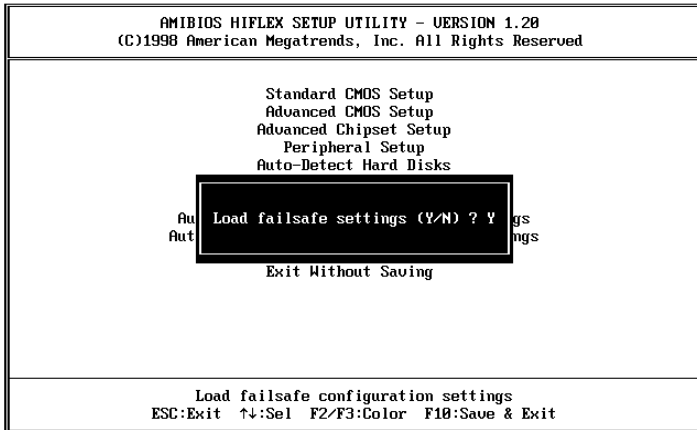 AMIBIOS HIFLEX SETUP UTILITY - VERSION 1.20
(C)1998 American Megatrends, Inc. All Rights Reserved
Standard CMOS Setup
Advanced CMOS Setup
Advanced Chipset Setup
Peripheral Setup
Auto-Detect Hard Disks
Load failsafe settings (Y/N) ? Y
Exit Without Saving
Load failsafe configuration settings
ESC:Exit ↑↓:Sel F2/F3:Color F10:Save & Exit